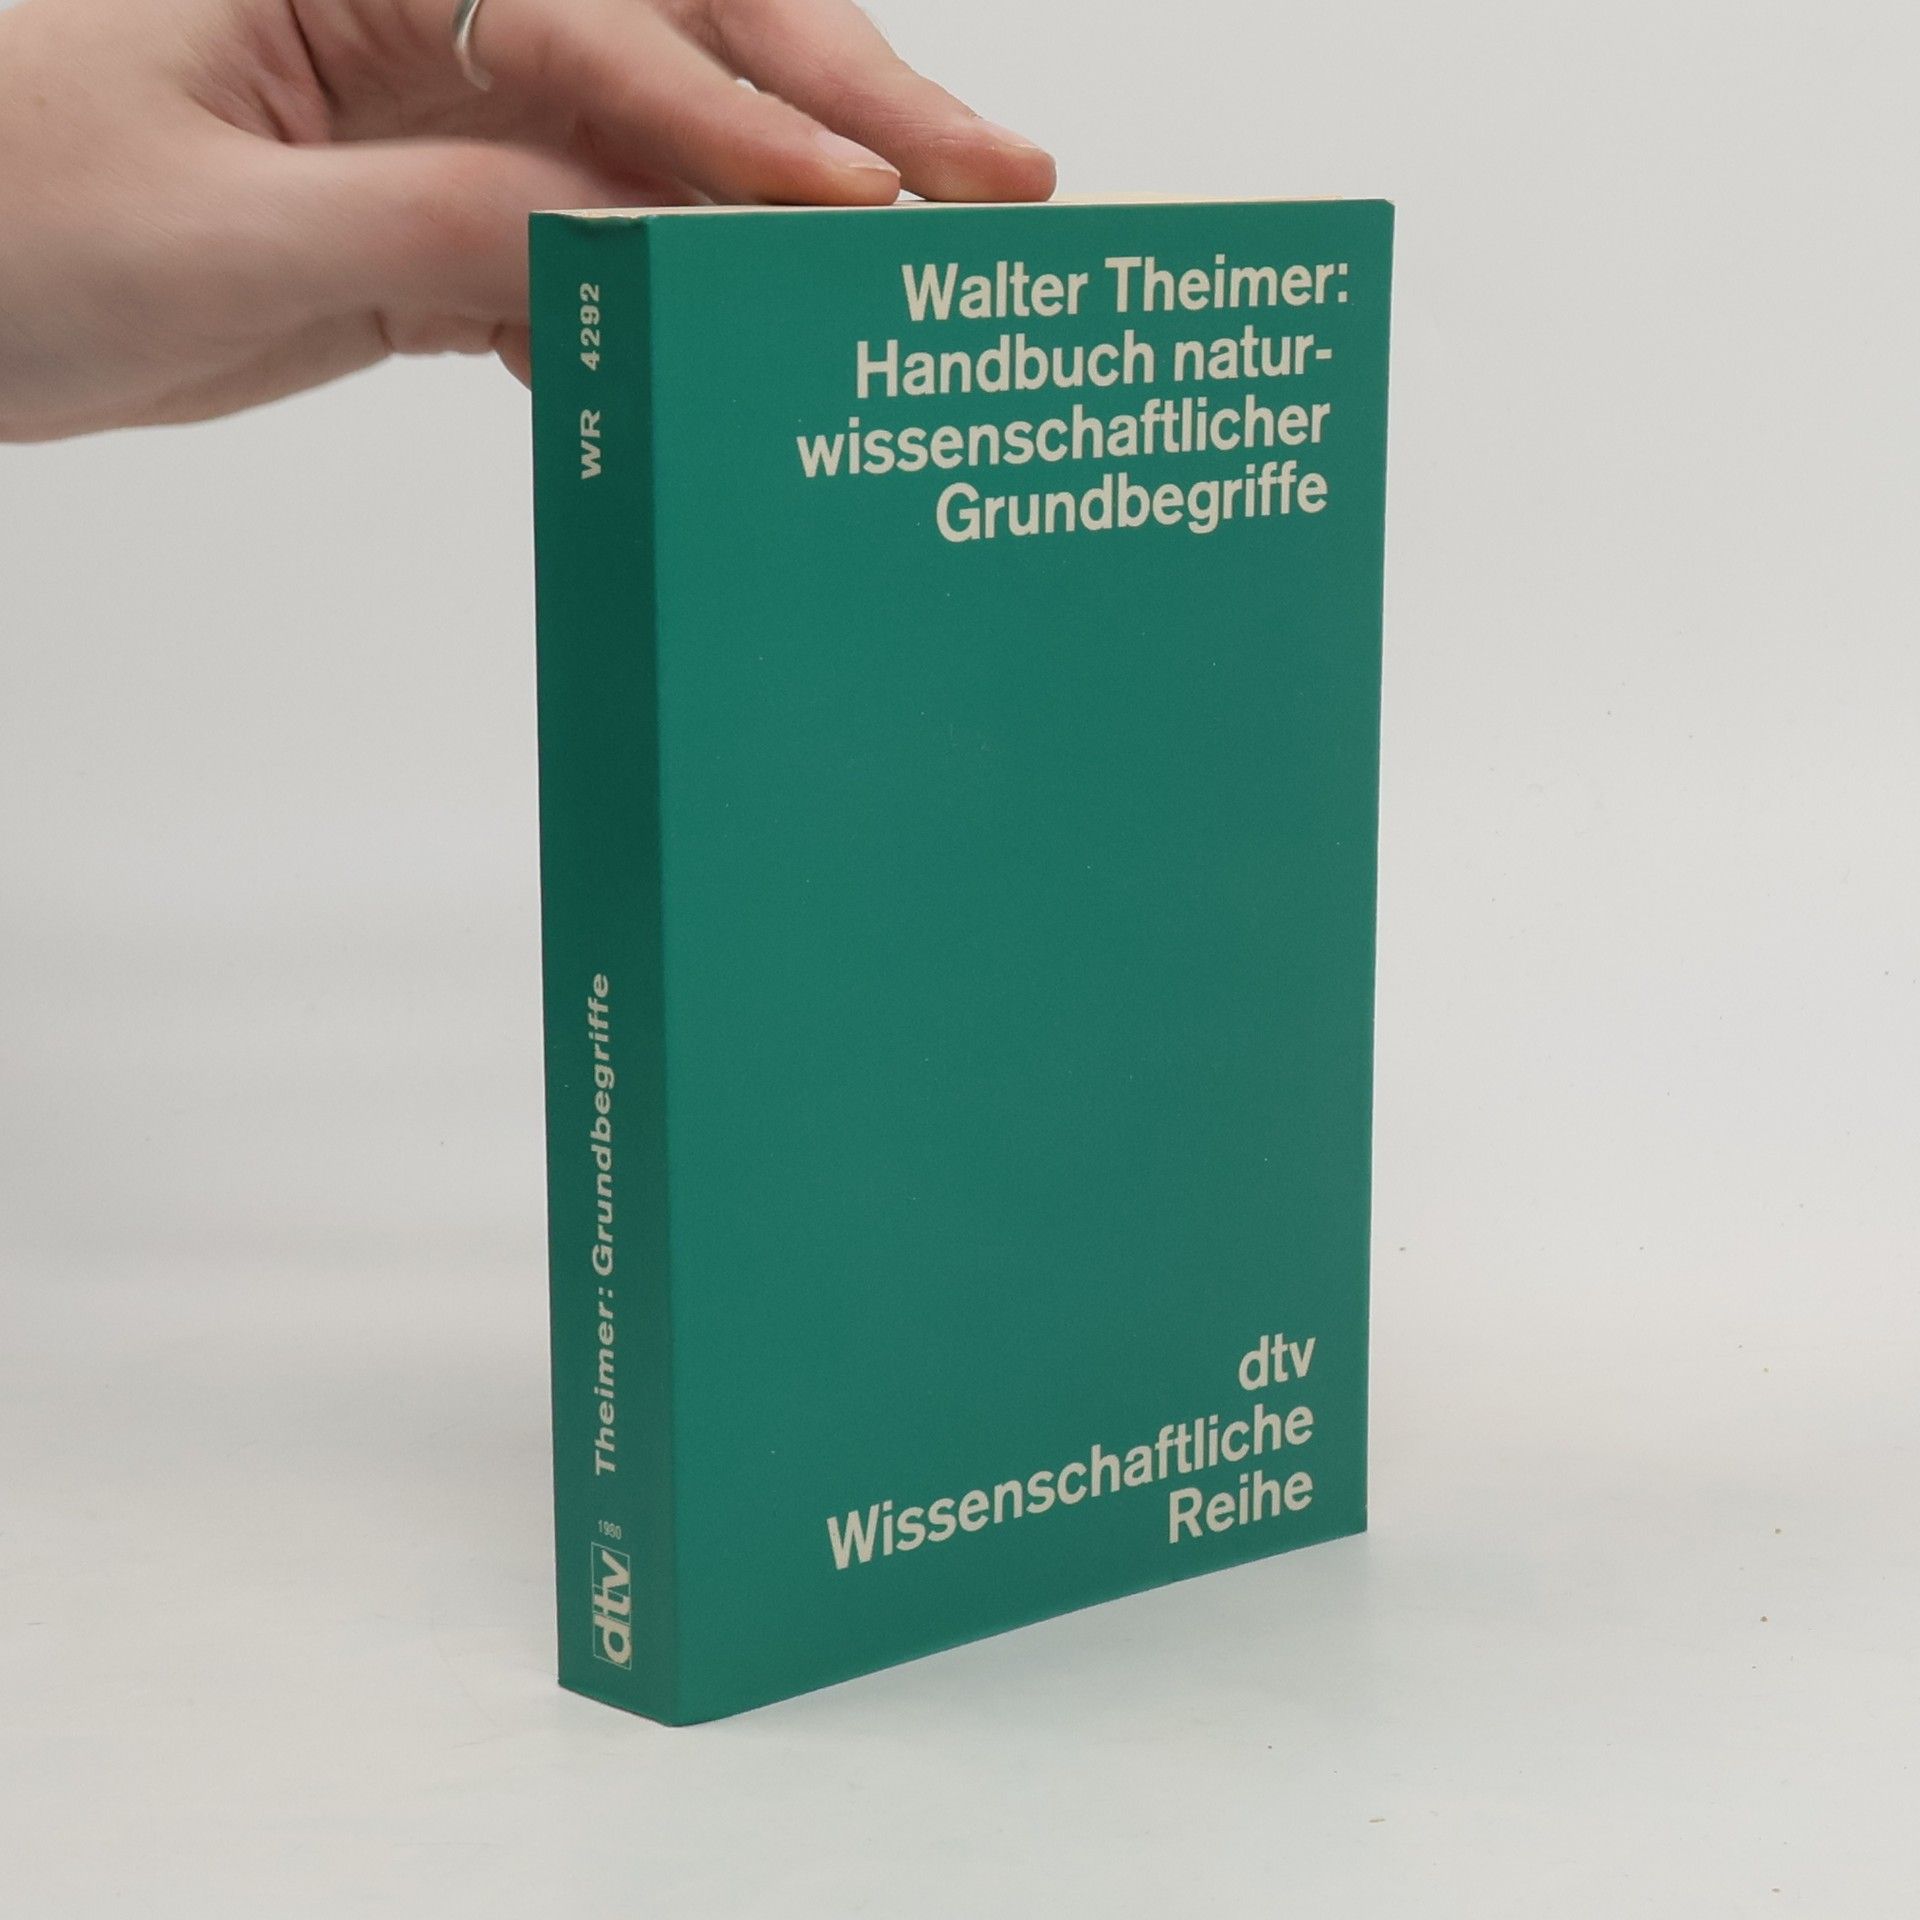 Walter Theimer:
Handbuch natur-
wissenschaftlicher
Grundbegriffe
dtv
Wissenschaftliche
Reihe
WR 4292
Theimer: Grundbegriffe
1980
dtv